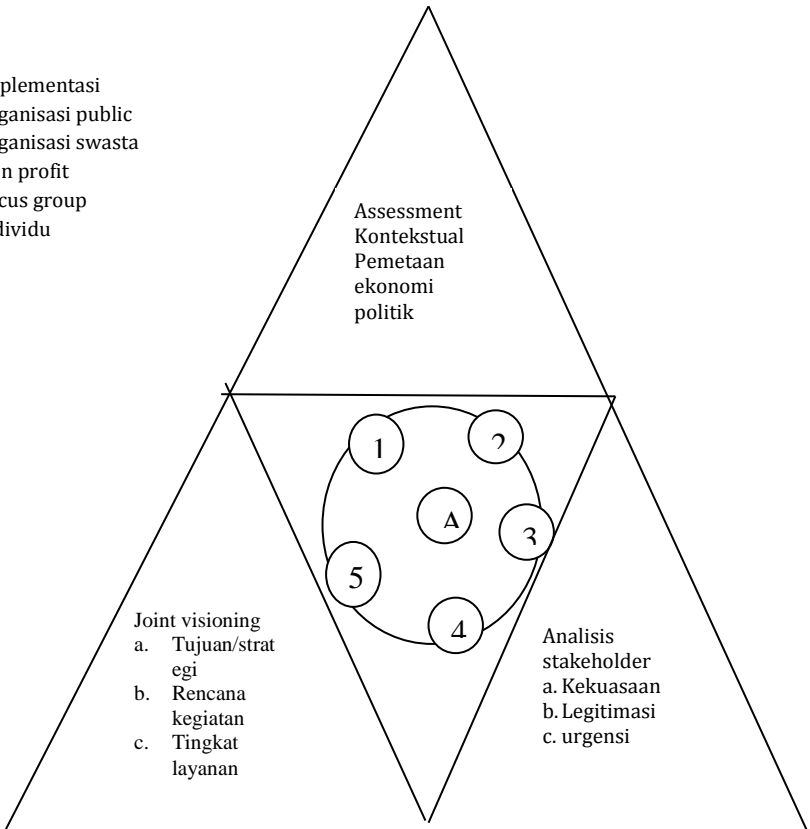 plementasi
ganisasi public
ganisasi swasta
n profit
cus group
dividu
Assessment
Kontekstual
Pemetaan
ekonomi
politik
1
2
A
3
5
4
Joint visioning
a. Tujuan/strat
egi
b. Rencana
kegiatan
c. Tingkat
layanan
Analisis
stakeholder
a. Kekuasaan
b. Legitimasi
c. urgensi